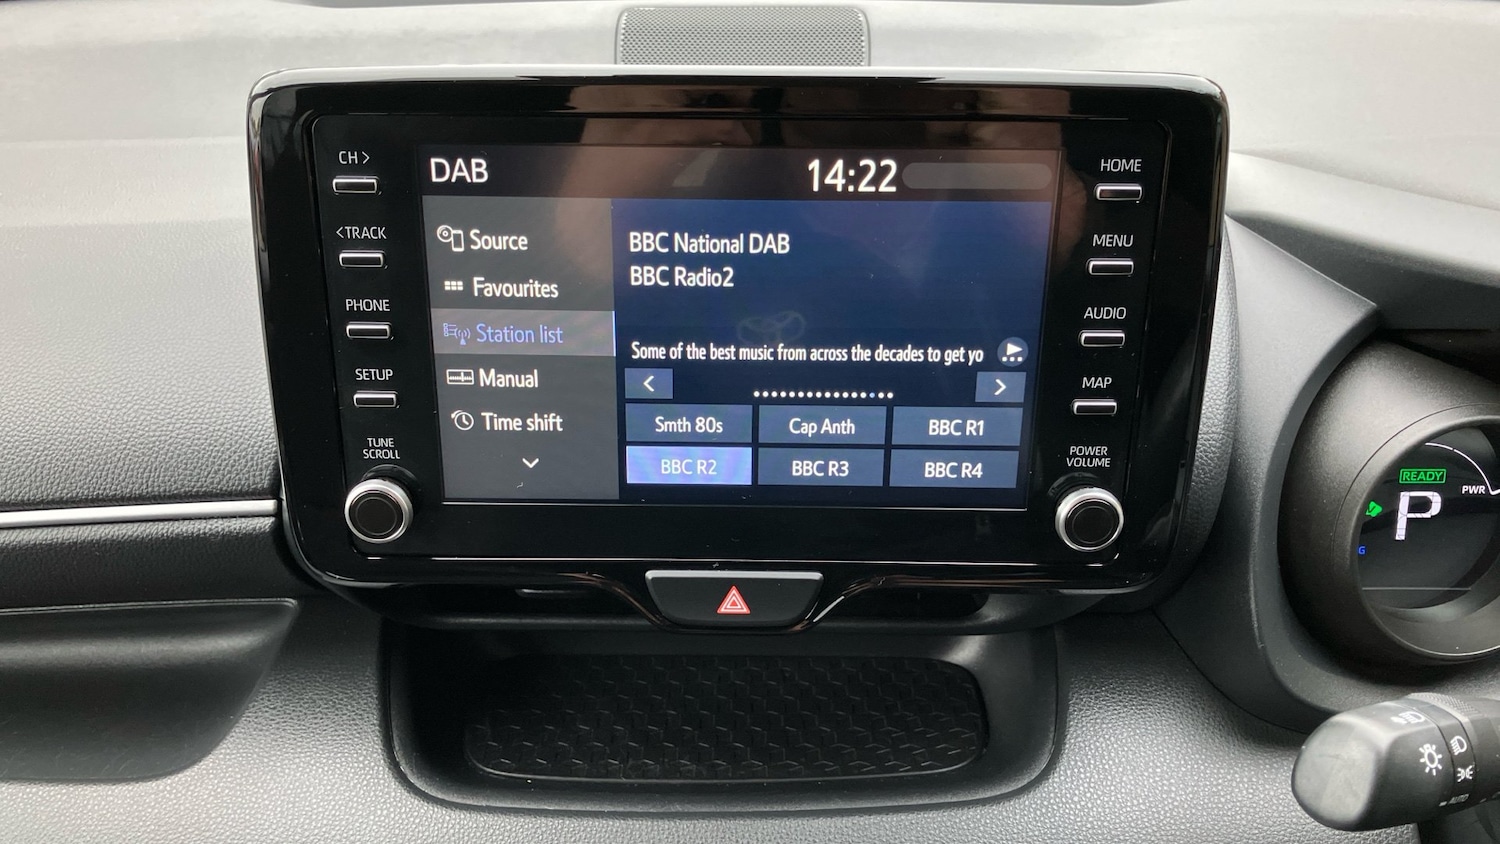 CH>
<TRACK
PHONE
SETUP
TUNE
SCROLL
DAB
14:22
Source
Favourites
Station list
Manual
Time shift
BBC National DAB
BBC Radio2
Some of the best music from across the decades to get yo
<
>
Smth 80s
Cap Anth
BBC R1
BBC R2
BBC R3
BBC R4
HOME
MENU
AUDIO
MAP
POWER
VOLUME
READY
PWR
P
G
AUTO